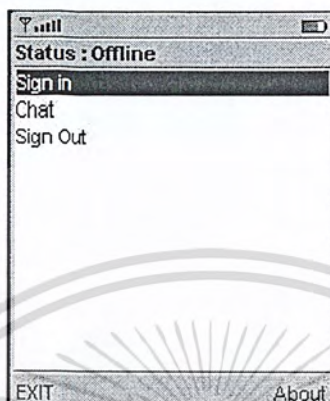 Status : Offline
Sign in
Chat
Sign Out
EXIT
About